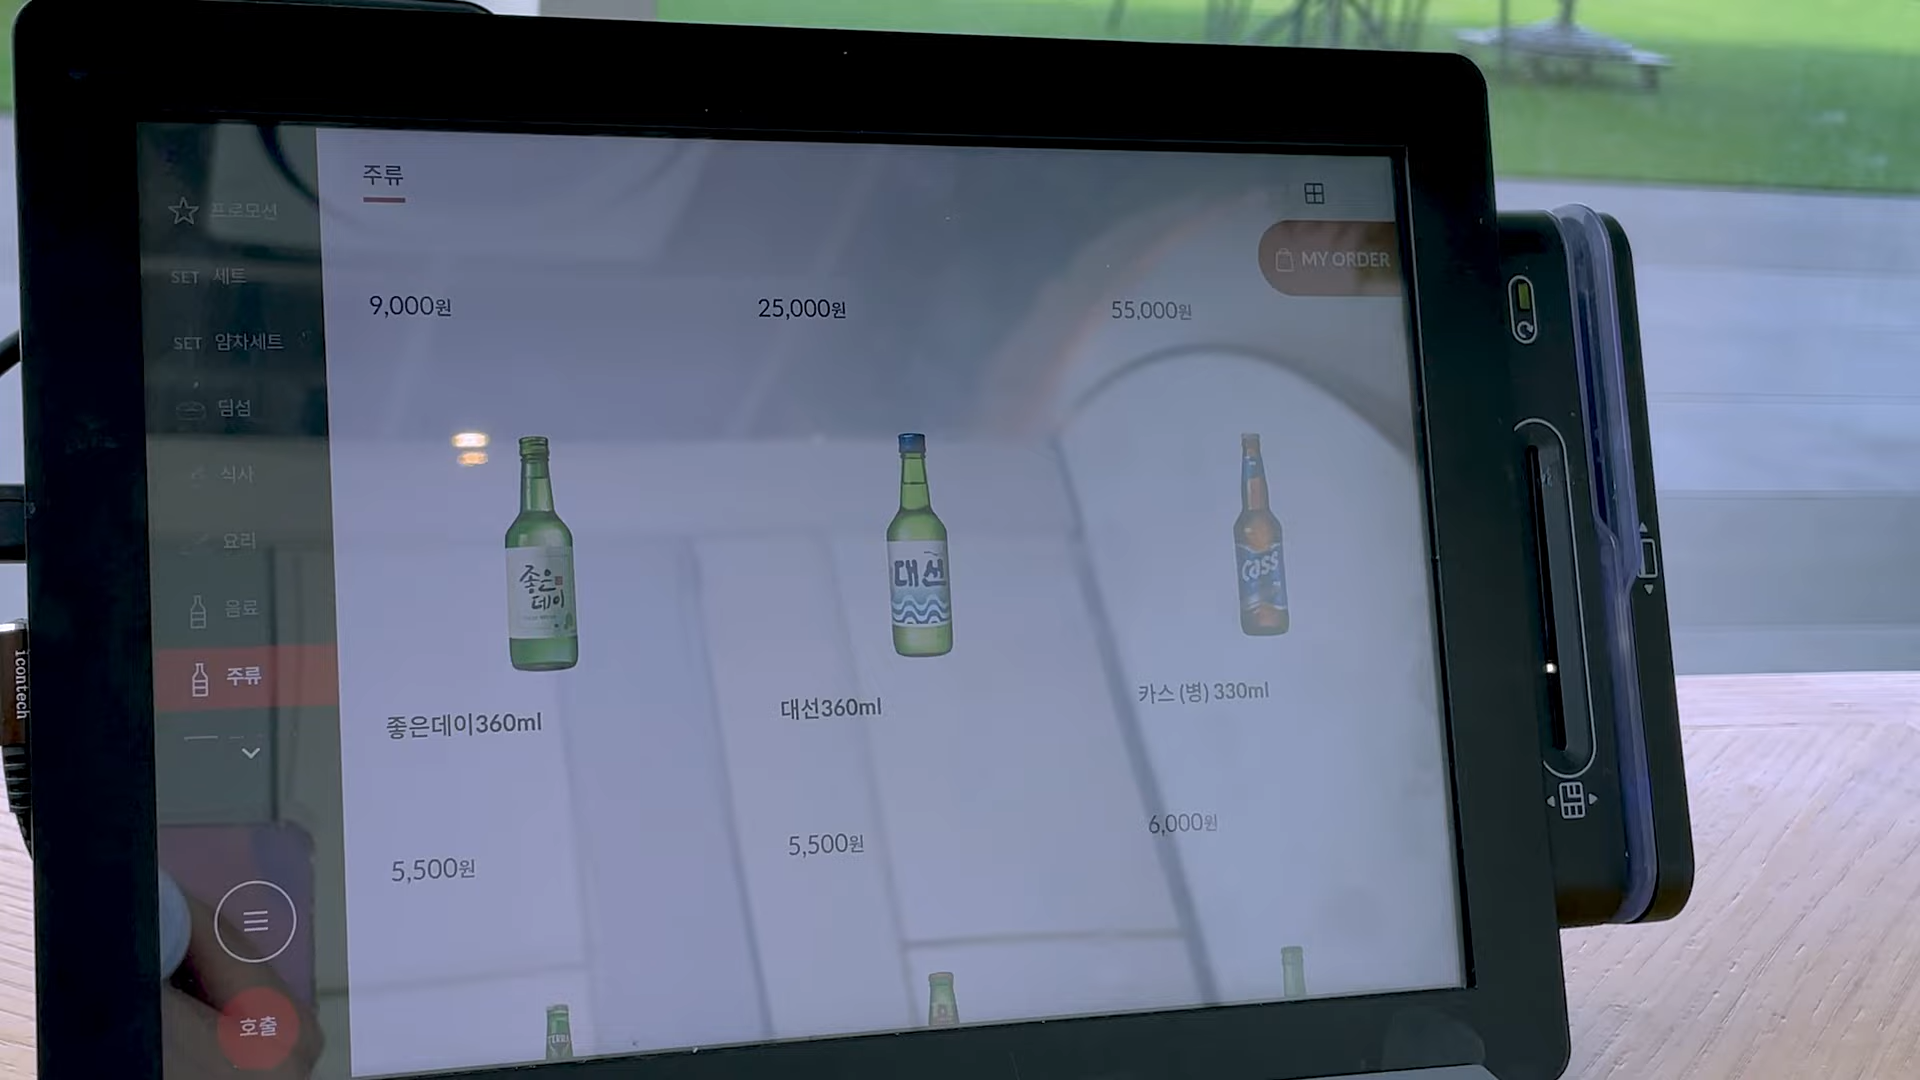 주류
MY ORDER
프로모션
SET 세트
SET 얌차세트
딤섬
식사
요리
음료
주류
호출
9,000원
25,000원
55,000원
좋은
데이
대선
Cass
좋은데이360ml
대선360ml
카스 (병) 330ml
5,500원
5,500원
6,000원
TERRA
icontech